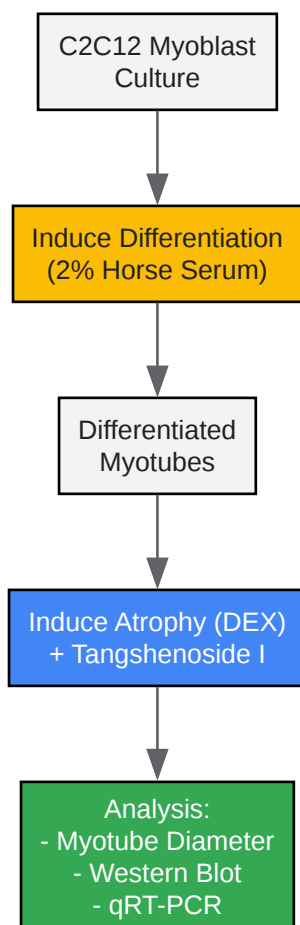 C2C12 Myoblast
Culture
Induce Differentiation
(2% Horse Serum)
Differentiated
Myotubes
Induce Atrophy (DEX)
+ Tangshenoside I
Analysis:
- Myotube Diameter
- Western Blot
- qRT-PCR